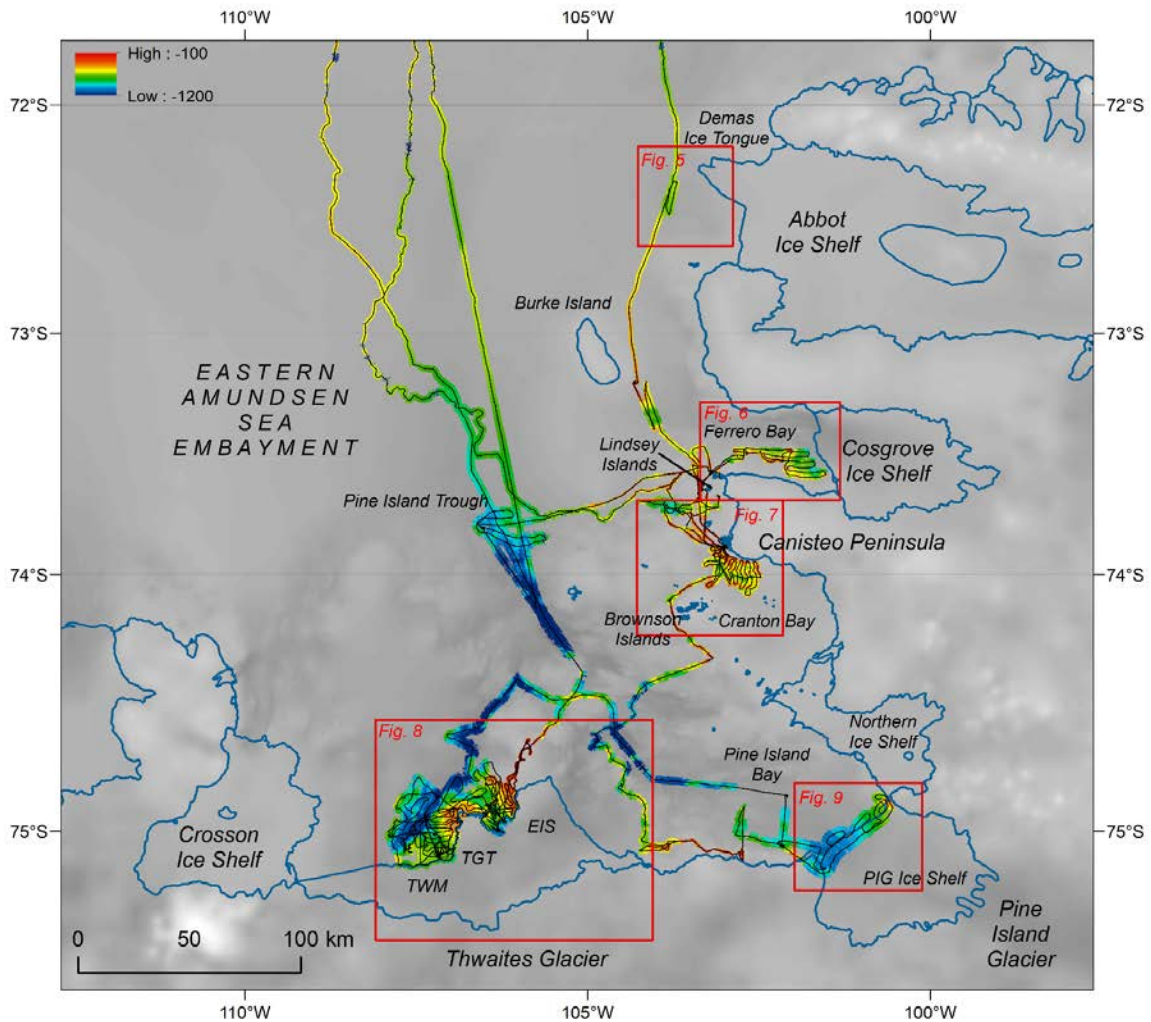 110°W
105°W
100°W
High : -100
Low : -1200
72°S
72°S
Demas
Ice Tongue
Fig. 5
Abbot
Ice Shelf
Burke Island
73°S
73°S
EASTERN
AMUNDSEN
SEA
EMBAYMENT
Fig. 6
Ferrero Bay
Lindsey
Islands
Cosgrove
Ice Shelf
Pine Island Trough
Fig. 7
Canisteo Peninsula
74°S
74°S
Brownson
Islands
Cranton Bay
Fig. 8
Northern
Ice Shelf
Pine Island
Bay
Fig. 9
75°S
75°S
Crosson
Ice Shelf
EIS
TGT
TWM
PIG Ice Shelf
Pine
Island
Glacier
0 50 100 km
Thwaites Glacier
110°W
105°W
100°W